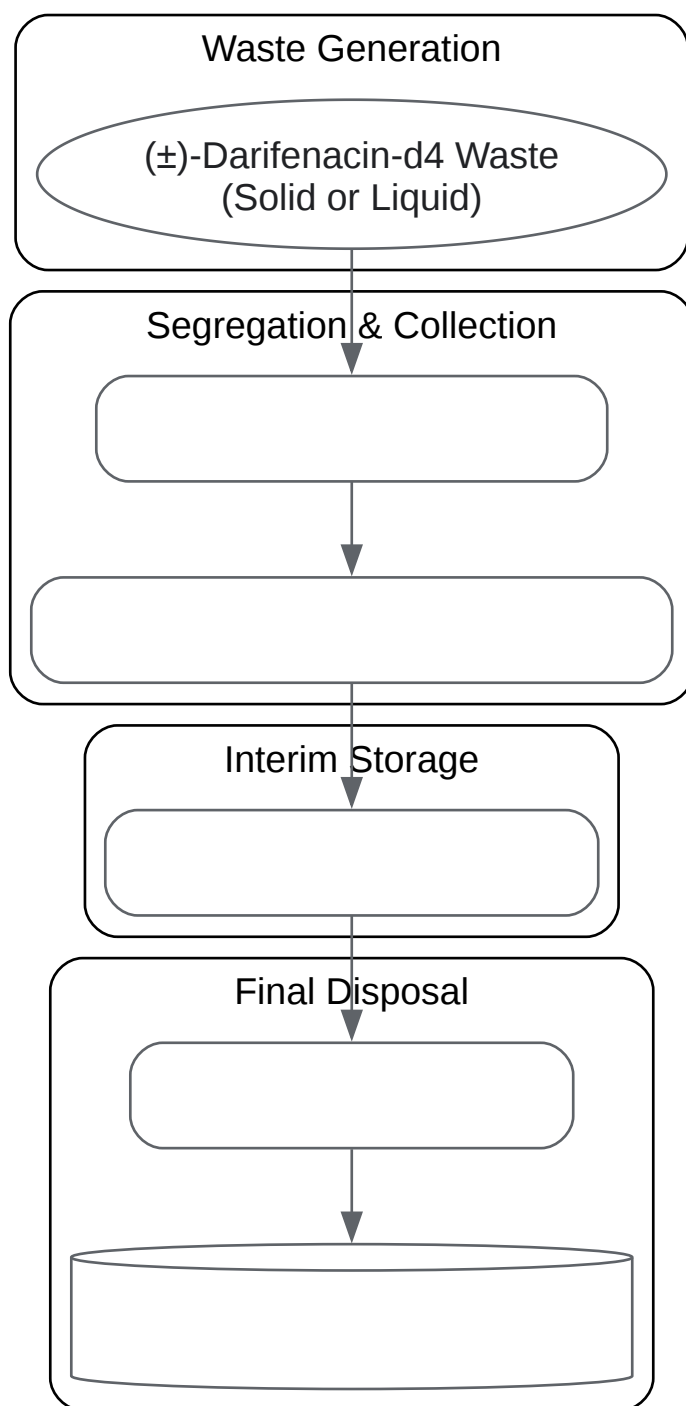 Waste Generation
(±)-Darifenacin-d4 Waste
(Solid or Liquid)
Segregation & Collection
Interim Storage
Final Disposal